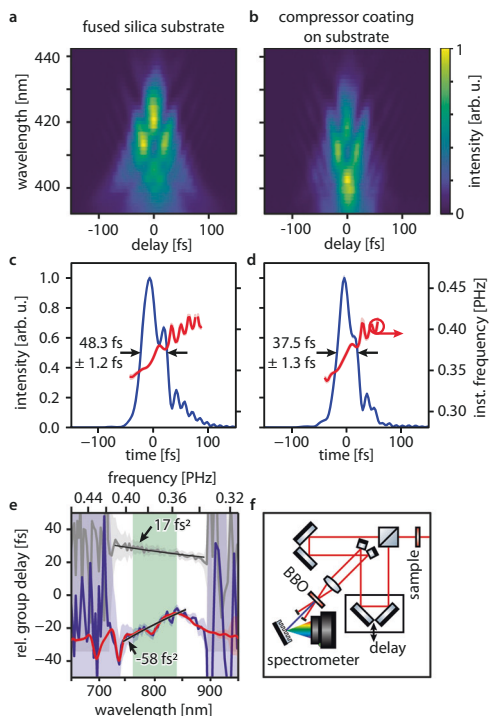 a
fused silica substrate
b
compressor coating
on substrate
wavelength [nm]
440
420
400
-100
0
100
delay [fs]
-100
0
100
delay [fs]
1
0
intensity [arb. u.]
c
intensity [arb. u.]
1.0
0.8
0.6
0.4
0.2
0.0
48.3 fs
± 1.2 fs
−100
0
100
time [fs]
d
37.5 fs
± 1.3 fs
−100
0
100
time [fs]
0.45
0.40
0.35
0.30
inst. frequency [PHz]
frequency [PHz]
0.44
0.40
0.36
0.32
e
rel. group delay [fs]
40
20
0
−20
−40
17 fs²
-58 fs²
700
800
900
wavelength [nm]
f
BBO
sample
delay
spectrometer